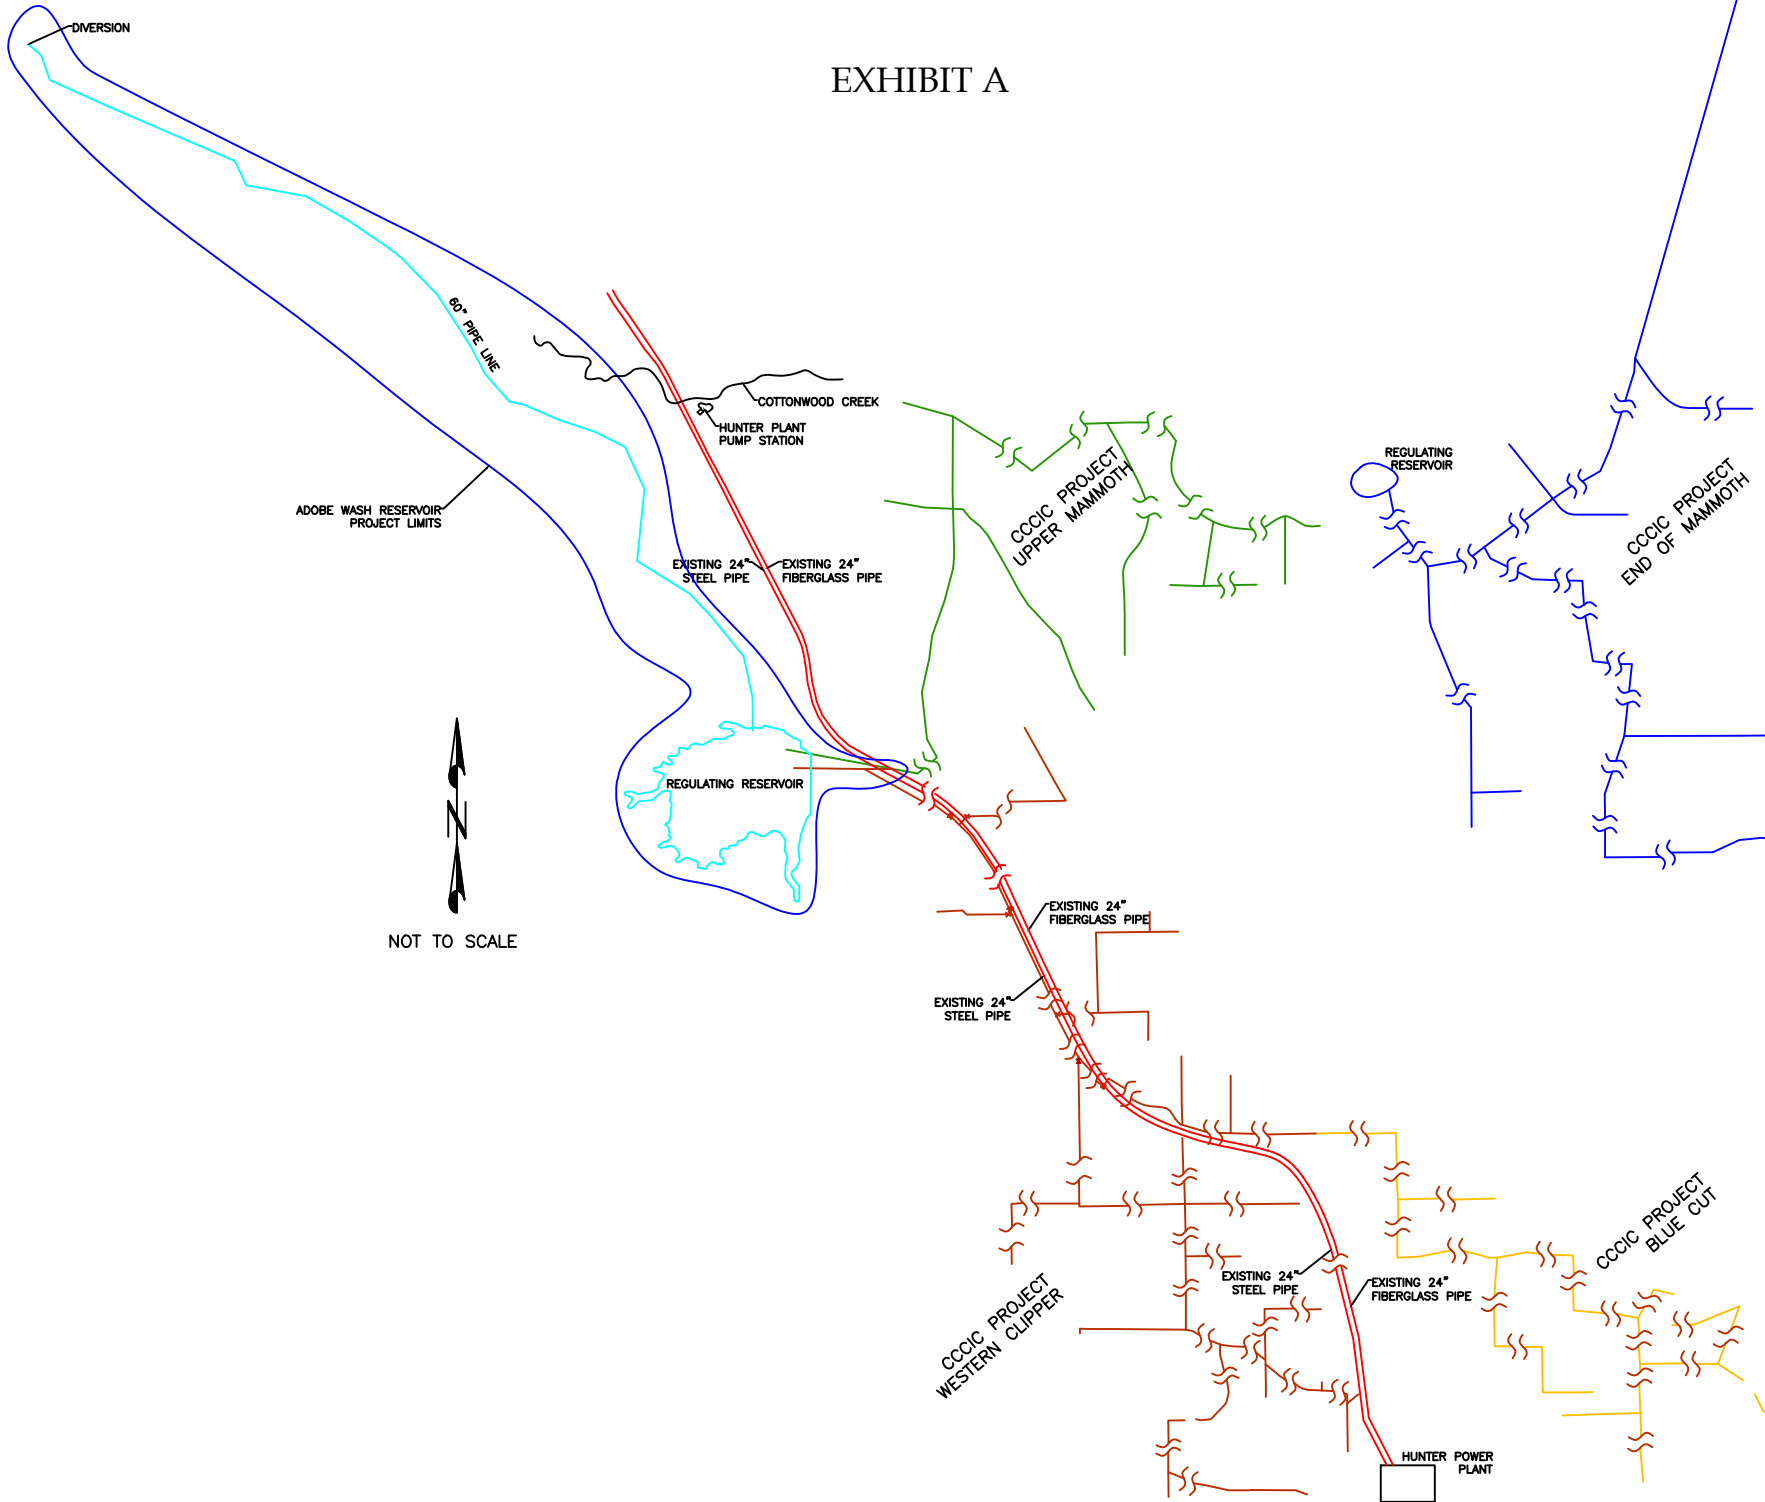 DIVERSION
EXHIBIT A
60" PIPE LINE
COTTONWOOD CREEK
HUNTER PLANT
PUMP STATION
REGULATING
RESERVOIR
CCCIC PROJECT
UPPER MAMMOTH
CCCIC PROJECT
END OF MAMMOTH
ADOBE WASH RESERVOIR
PROJECT LIMITS
EXISTING 24"
STEEL PIPE
EXISTING 24"
FIBERGLASS PIPE
REGULATING RESERVOIR
N
NOT TO SCALE
EXISTING 24"
FIBERGLASS PIPE
EXISTING 24"
STEEL PIPE
CCCIC PROJECT
BLUE CUT
EXISTING 24"
STEEL PIPE
EXISTING 24"
FIBERGLASS PIPE
CCCIC PROJECT
WESTERN CLIPPER
HUNTER POWER
PLANT